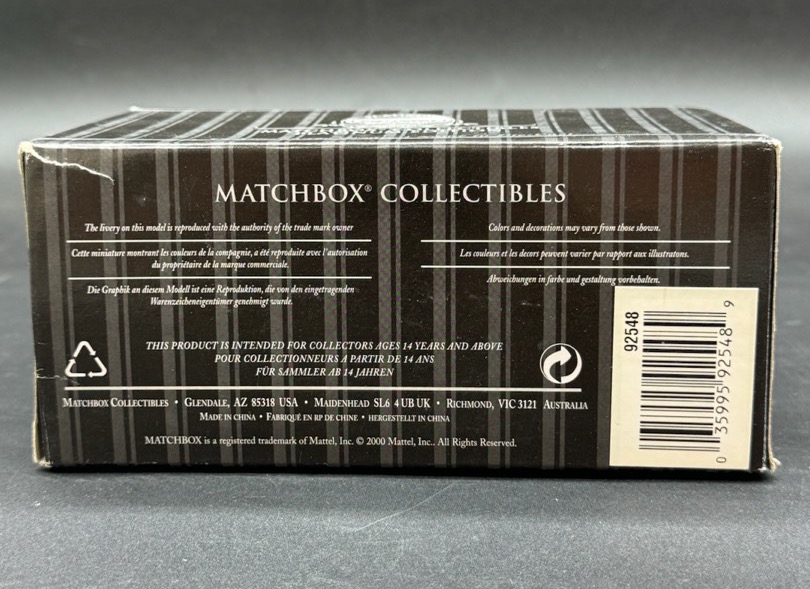 MATCHBOX® COLLECTIBLES
The livery on this model is reproduced with the authority of the trade mark owner
Cette miniature montrant les couleurs de la compagnie, a été reproduite avec l'autorisation
du propriétaire de la marque commerciale.
Die Graphik an diesem Modell ist eine Reproduktion, die von den eingetragenden
Warenzeicheneigentümer genehmigt wurde.
Colors and decorations may vary from those shown.
Les couleurs et les decors peuvent varier par rapport aux illustratons.
Abweichungen in farbe und gestaltung vorbehalten.
THIS PRODUCT IS INTENDED FOR COLLECTORS AGES 14 YEARS AND ABOVE
POUR COLLECTIONNEURS A PARTIR DE 14 ANS
FÜR SAMMLER AB 14 JAHREN
MATCHBOX COLLECTIBLES • GLENDALE, AZ 85318 USA • MAIDENHEAD SL6 4UB UK • RICHMOND, VIC 3121 AUSTRALIA
MADE IN CHINA • FABRIQUÉ EN RP DE CHINE • HERGESTELLT IN CHINA
MATCHBOX is a registered trademark of Mattel, Inc. © 2000 Mattel, Inc.. All Rights Reserved.
92548
0 35995 92548 9